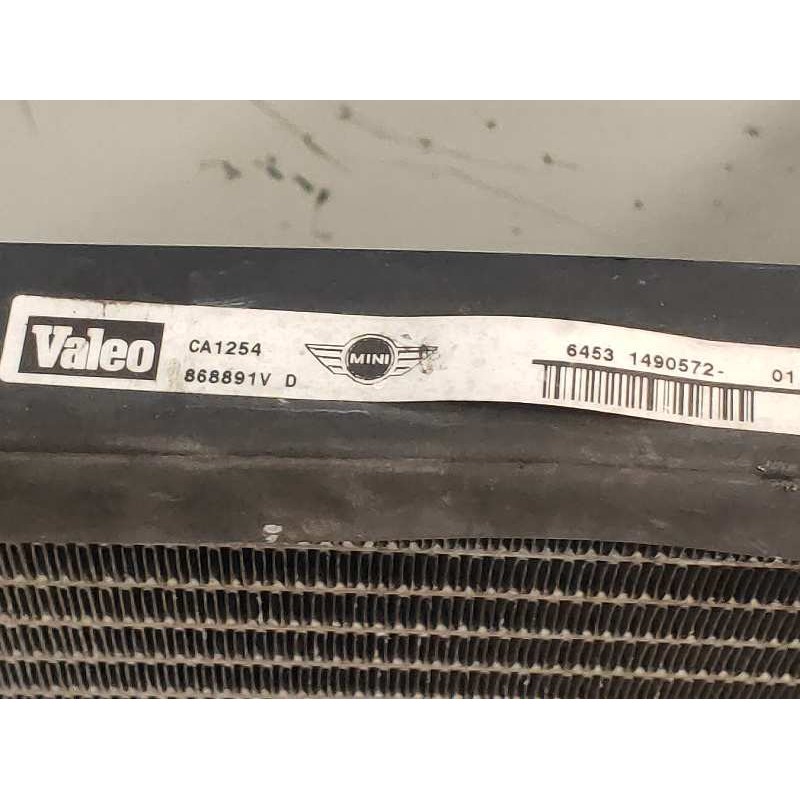 Valeo
CA1254
868891V D
MINI
6453 1490572- 01